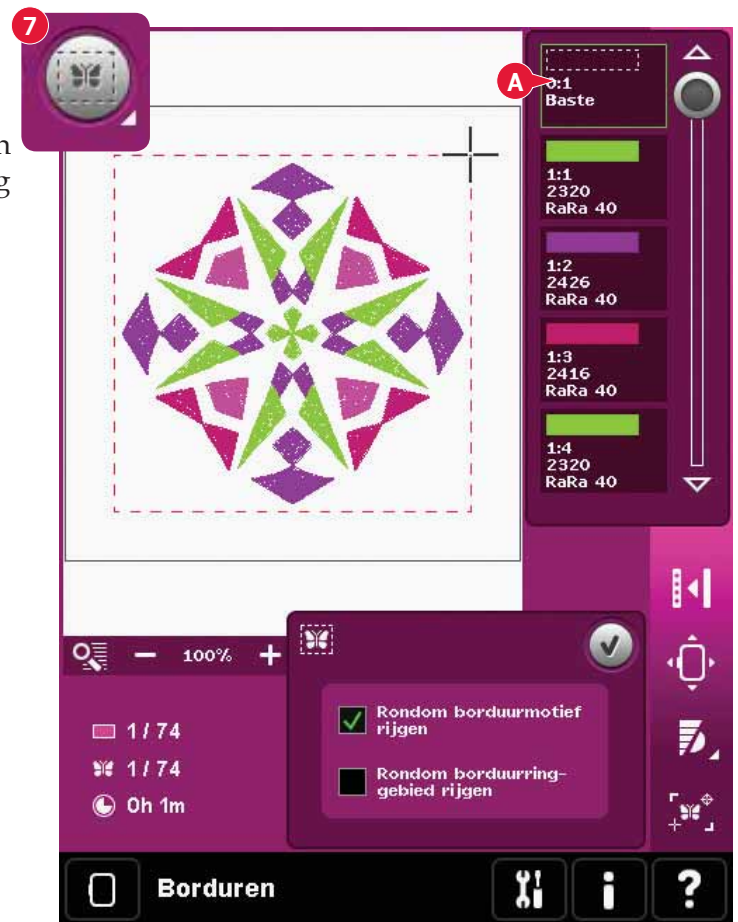 7
A
n
g
0:1
Baste
1:1
2320
RaRa 40
1:2
2426
RaRa 40
1:3
2416
RaRa 40
1:4
2320
RaRa 40
100%
Rondom borduurmotief
rijgen
Rondom borduurring-
gebied rijgen
1 / 74
1 / 74
0h 1m
Borduren
i
?